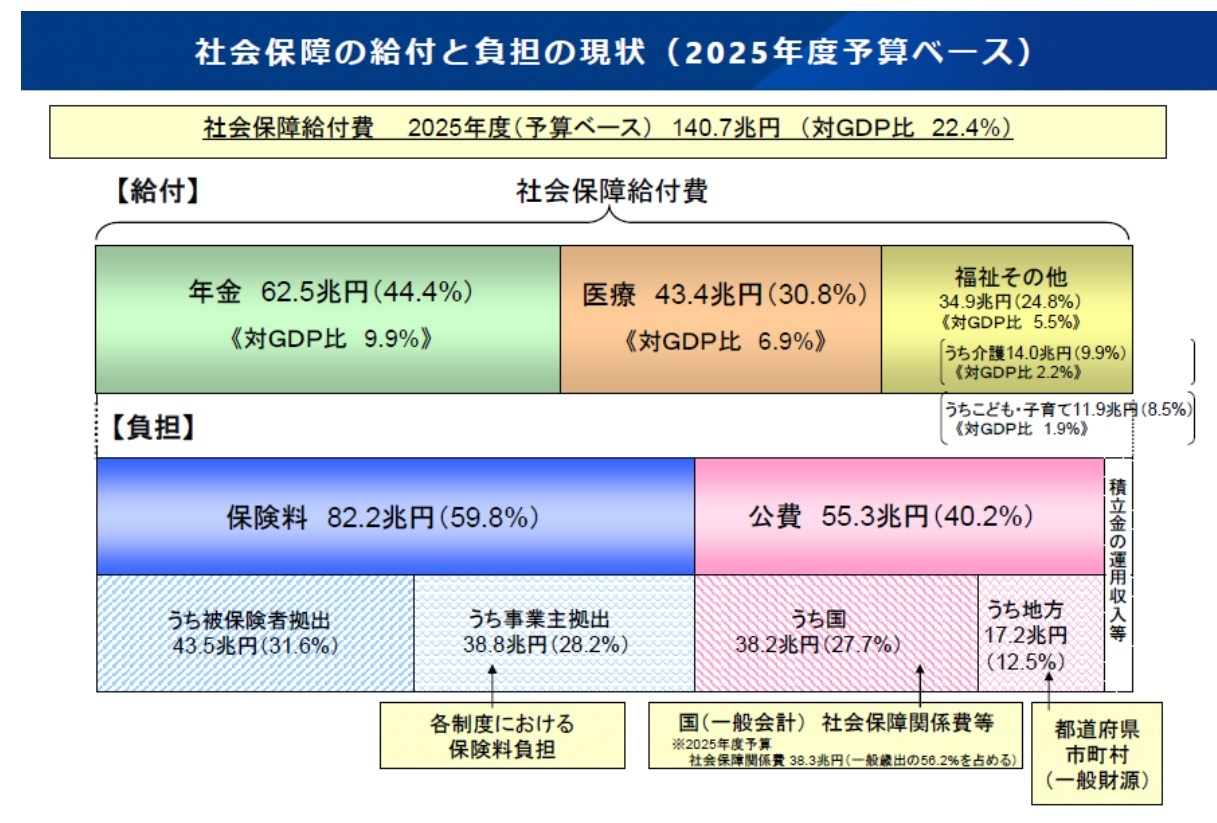 社会保障の給付と負担の現状（2025年度予算ベース）
社会保障給付費　2025年度（予算ベース）　140.7兆円　（対GDP比　22.4%）
【給付】
社会保障給付費
年金　62.5兆円（44.4%）
《対GDP比　9.9%》
医療　43.4兆円（30.8%）
《対GDP比　6.9%》
福祉その他
34.9兆円（24.8%）
《対GDP比　5.5%》
うち介護14.0兆円（9.9%）
《対GDP比 2.2%》
うちこども・子育て11.9兆円（8.5%）
《対GDP比　1.9%》
【負担】
保険料　82.2兆円（59.8%）
公費　55.3兆円（40.2%）
積立金の運用収入等
うち被保険者拠出
43.5兆円（31.6%）
うち事業主拠出
38.8兆円（28.2%）
うち国
38.2兆円（27.7%）
うち地方
17.2兆円
（12.5%）
各制度における
保険料負担
国（一般会計）　社会保障関係費等
※2025年度予算
社会保障関係費 38.3兆円（一般歳出の56.2%を占める）
都道府県
市町村
（一般財源）